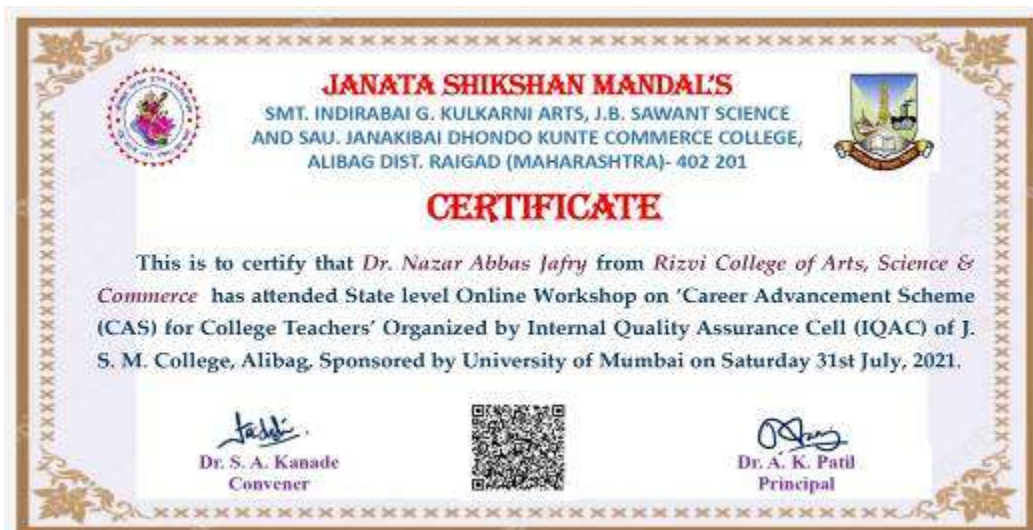 JANATA SHIKSHAN MANDAL'S
SMT. INDIRABAI G. KULKARNI ARTS, J.B. SAWANT SCIENCE
AND SAU. JANAKIBAI DHONDO KUNTE COMMERCE COLLEGE,
ALIBAG DIST. RAIGAD (MAHARASHTRA)- 402 201
CERTIFICATE
This is to certify that Dr. Nazar Abbas Jafry from Rizvi College of Arts, Science &
Commerce has attended State level Online Workshop on 'Career Advancement Scheme
(CAS) for College Teachers' Organized by Internal Quality Assurance Cell (IQAC) of J.
S. M. College, Alibag, Sponsored by University of Mumbai on Saturday 31st July, 2021.
Dr. S. A. Kanade
Convener
Dr. A. K. Patil
Principal